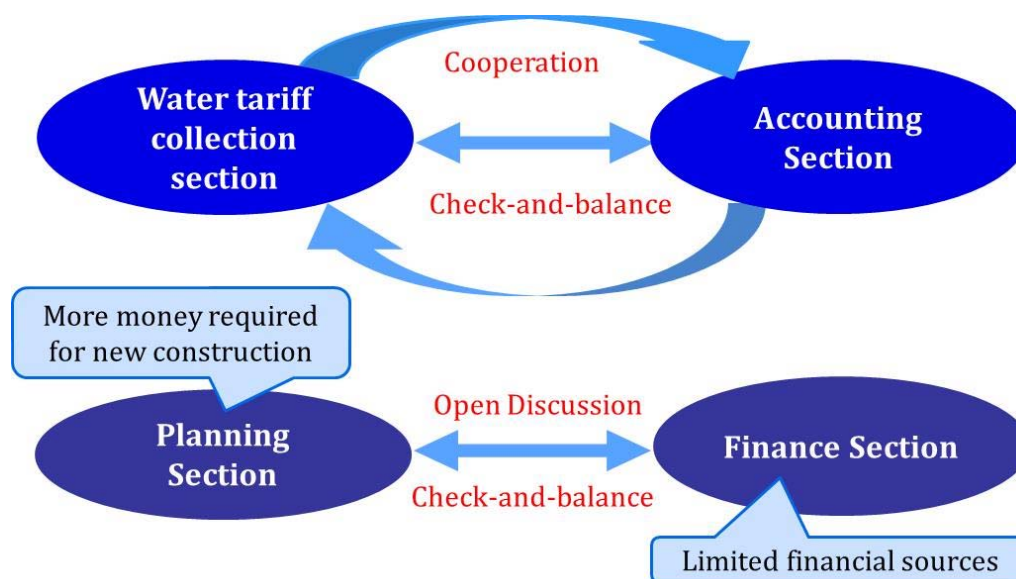 Cooperation
Water tariff
collection
section
Accounting
Section
Check-and-balance
More money required
for new construction
Open Discussion
Planning
Section
Finance Section
Check-and-balance
Limited financial sources